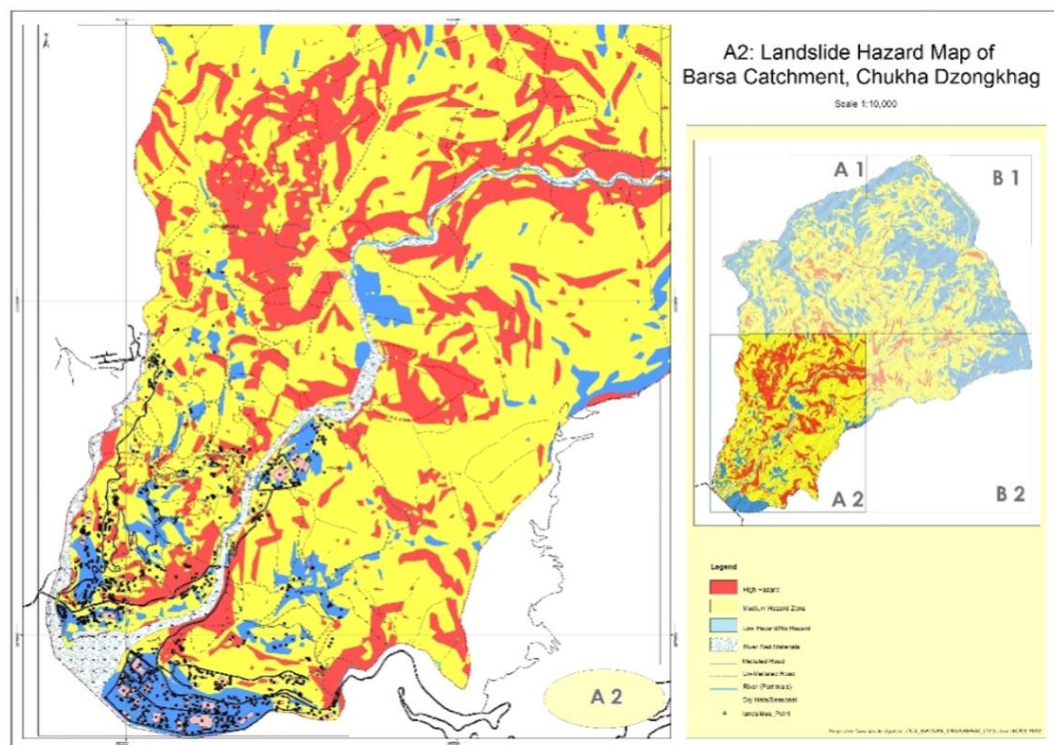 A2: Landslide Hazard Map of
Barsa Catchment, Chukha Dzongkhag
Scale 1:10,000
A 1
B 1
A 2
B 2
A 2
Legend
High Hazard
Medium Hazard Zone
Low Hazard/No Hazard
River Bed Materials
Metalled Road
Un-Metalled Road
River (Perennial)
Dry Nala/Seasonal
landslides_Point